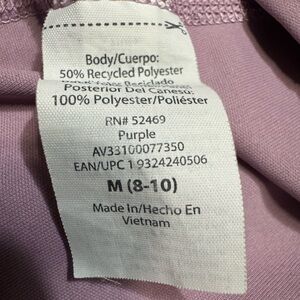 Body/Cuerpo:
50% Recycled Polyester
Posterior Del Canesú:
100% Polyester/Poliéster
RN# 52469
Purple
AV33100077350
EAN/UPC 1 9324240506
M (8-10)
Made In/Hecho En
Vietnam